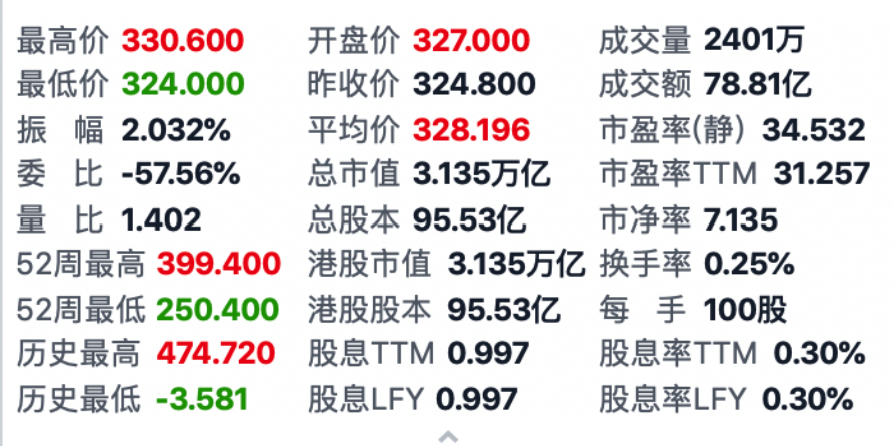 最高价 330.600 开盘价 327.000 成交量 2401万
最低价 324.000 昨收价 324.800 成交额 78.81亿
振 幅 2.032% 平均价 328.196 市盈率(静) 34.532
委 比 -57.56% 总市值 3.135万亿 市盈率TTM 31.257
量 比 1.402 总股本 95.53亿 市净率 7.135
52周最高 399.400 港股市值 3.135万亿 换手率 0.25%
52周最低 250.400 港股股本 95.53亿 每 手 100股
历史最高 474.720 股息TTM 0.997 股息率TTM 0.30%
历史最低 -3.581 股息LFY 0.997 股息率LFY 0.30%